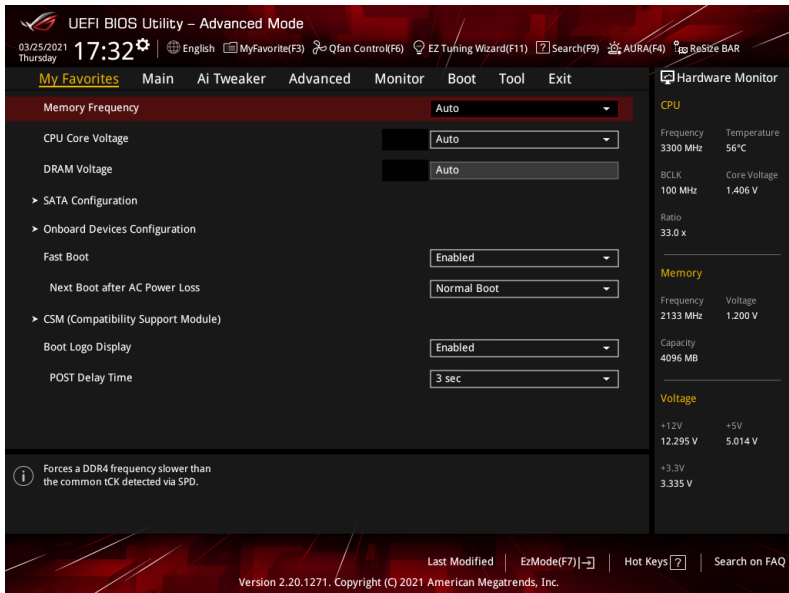 UEFI BIOS Utility – Advanced Mode
03/25/2021 Thursday 17:32 English MyFavorite(F3) Qfan Control(F6) EZ Tuning Wizard(F11) ? Search(F9) AURA(F4) ReSize BAR
My Favorites Main Ai Tweaker Advanced Monitor Boot Tool Exit
Memory Frequency Auto
CPU Core Voltage Auto
DRAM Voltage Auto
SATA Configuration
Onboard Devices Configuration
Fast Boot Enabled
Next Boot after AC Power Loss Normal Boot
CSM (Compatibility Support Module)
Boot Logo Display Enabled
POST Delay Time 3 sec
i Forces a DDR4 frequency slower than
the common tCK detected via SPD.
Hardware Monitor
CPU
Frequency Temperature
3300 MHz 56°C
BCLK Core Voltage
100 MHz 1.406 V
Ratio
33.0 x
Memory
Frequency Voltage
2133 MHz 1.200 V
Capacity
4096 MB
Voltage
+12V +5V
12.295 V 5.014 V
+3.3V
3.335 V
Last Modified EzMode(F7) Hot Keys ? Search on FAQ
Version 2.20.1271. Copyright (C) 2021 American Megatrends, Inc.